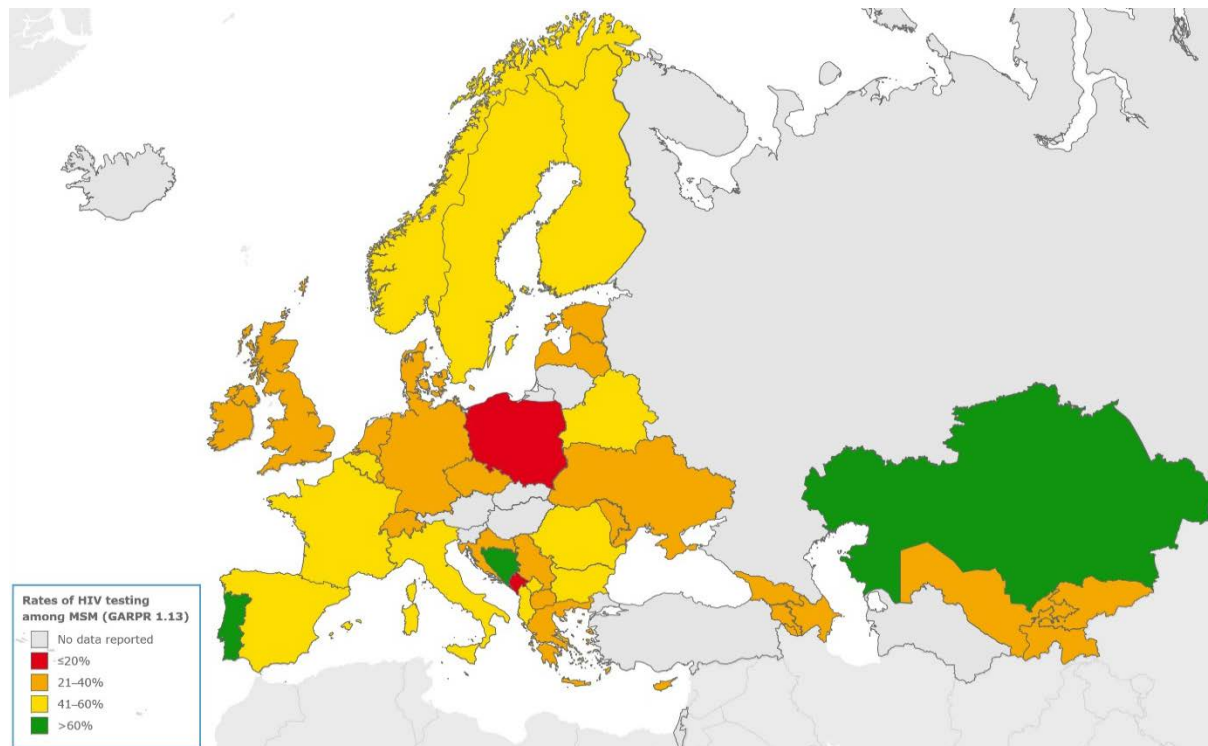 Rates of HIV testing
among MSM (GARPR 1.13)
No data reported
≤20%
21–40%
41–60%
>60%